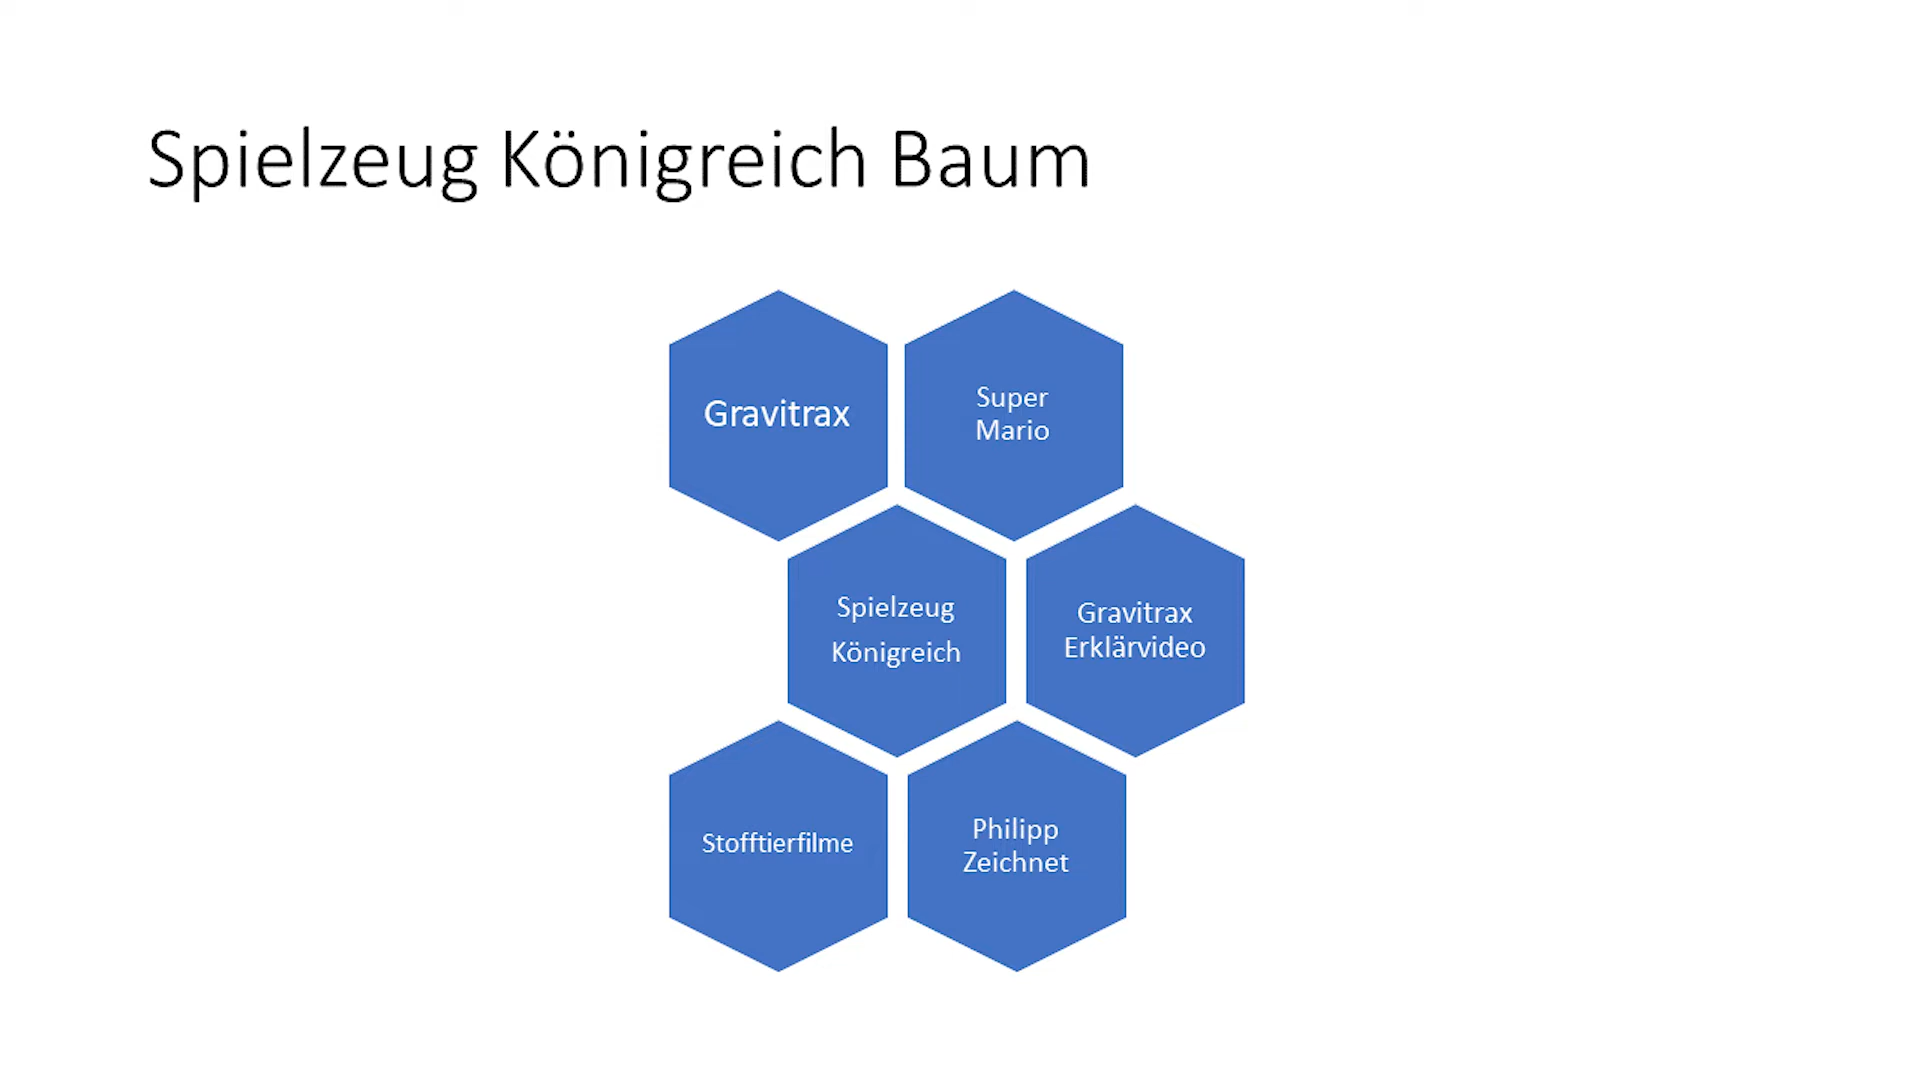 Spielzeug Königreich Baum
Gravitrax
Super
Mario
Spielzeug
Königreich
Gravitrax
Erklärvideo
Stofftierfilme
Philipp
Zeichnet